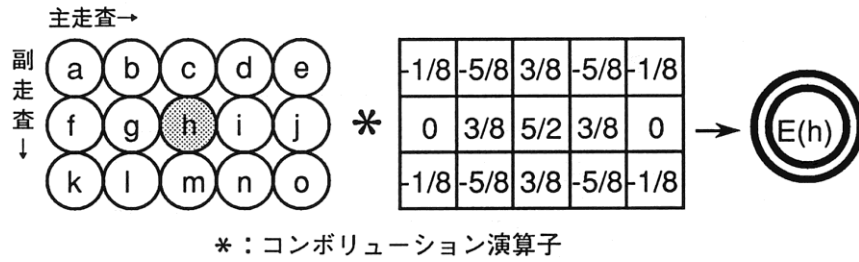 主走査→
副走査↓
a b c d e
f g h i j
k l m n o
*
-1/8 -5/8 3/8 -5/8 -1/8
0 3/8 5/2 3/8 0
-1/8 -5/8 3/8 -5/8 -1/8
→
E(h)
*：コンボリューション演算子